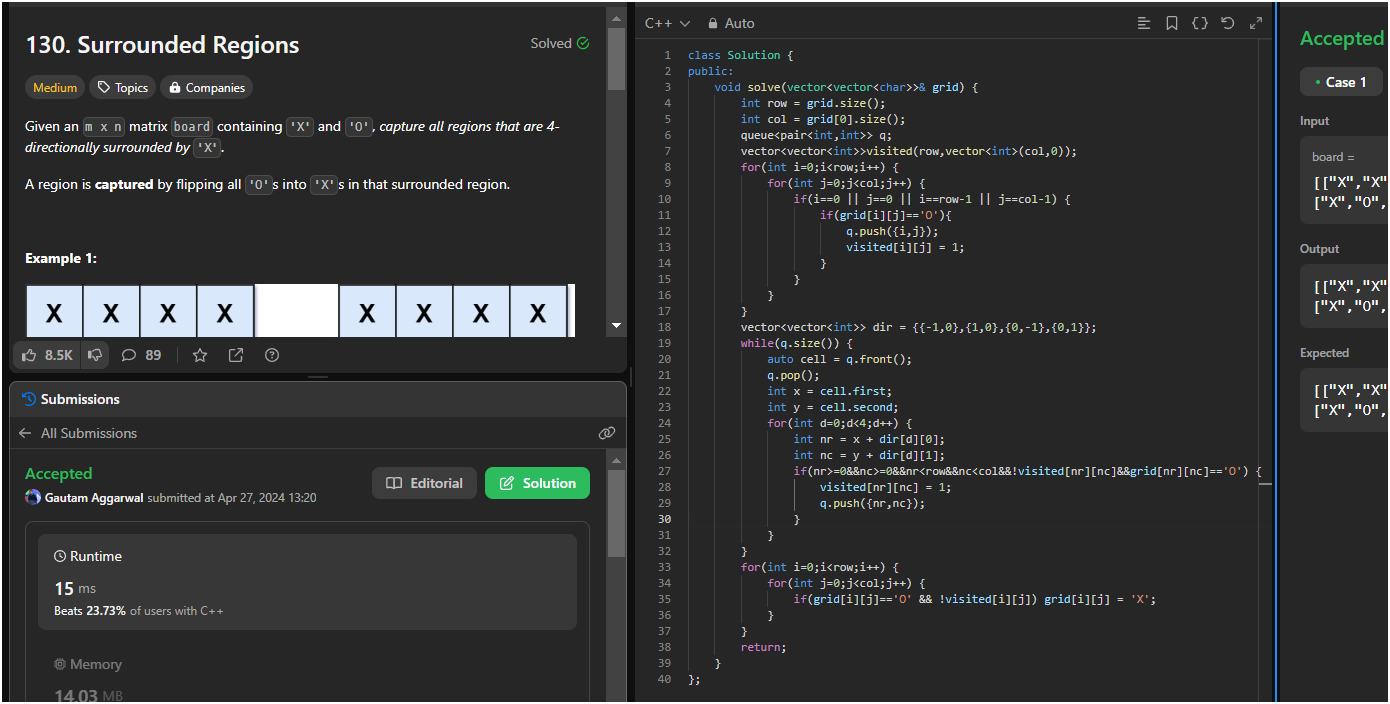 130. Surrounded Regions
Solved
Medium
Topics
Companies
Given an m x n matrix board containing 'X' and 'O', capture all regions that are 4-
directionally surrounded by 'X'.
A region is captured by flipping all 'O's into 'X's in that surrounded region.
Example 1:
X X X X X X X X
8.5K
89
Submissions
All Submissions
Accepted
Gautam Aggarwal submitted at Apr 27, 2024 13:20
Editorial
Solution
Runtime
15 ms
Beats 23.73% of users with C++
Memory
14.03 MB
C++
Auto
1 class Solution {
2 public:
3 void solve(vector<vector<char>>& grid) {
4 int row = grid.size();
5 int col = grid[0].size();
6 queue<pair<int,int>> q;
7 vector<vector<int>>visited(row,vector<int>(col,0));
8 for(int i=0;i<row;i++) {
9 for(int j=0;j<col;j++) {
10 if(i==0 || j==0 || i==row-1 || j==col-1) {
11 if(grid[i][j]=='O'){
12 q.push({i,j});
13 visited[i][j] = 1;
14 }
15 }
16 }
17 }
18 vector<vector<int>> dir = {{-1,0},{1,0},{0,-1},{0,1}};
19 while(q.size()) {
20 auto cell = q.front();
21 q.pop();
22 int x = cell.first;
23 int y = cell.second;
24 for(int d=0;d<4;d++) {
25 int nr = x + dir[d][0];
26 int nc = y + dir[d][1];
27 if(nr>=0&&nc>=0&&nr<row&&nc<col&&!visited[nr][nc]&&grid[nr][nc]=='O') {
28 visited[nr][nc] = 1;
29 q.push({nr,nc});
30 }
31 }
32 }
33 for(int i=0;i<row;i++) {
34 for(int j=0;j<col;j++) {
35 if(grid[i][j]=='O' && !visited[i][j]) grid[i][j] = 'X';
36 }
37 }
38 return;
39 }
40 };
Accepted
Case 1
Input
board =
[["X","X"
["X","O",
Output
[["X","X"
["X","O",
Expected
[["X","X"
["X","O",